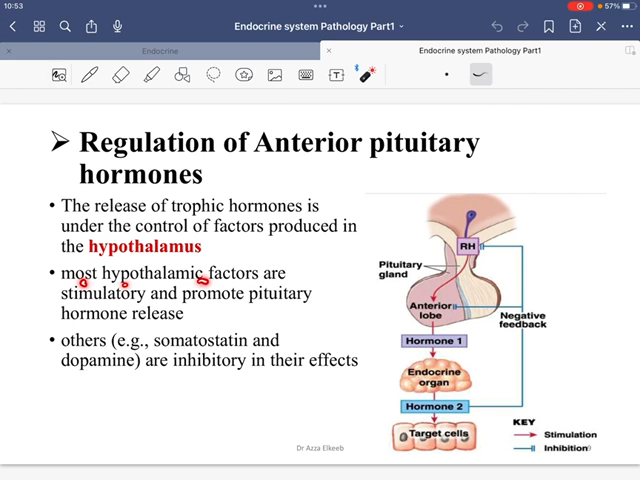 10:53
57%
Endocrine system Pathology Part1
Endocrine
Endocrine system Pathology Part1
T
➢ Regulation of Anterior pituitary
hormones
• The release of trophic hormones is
under the control of factors produced in
the hypothalamus
• most hypothalamic factors are
stimulatory and promote pituitary
hormone release
• others (e.g., somatostatin and
dopamine) are inhibitory in their effects
RH
Pituitary
gland
Anterior
lobe
Negative
feedback
Hormone 1
Endocrine
organ
Hormone 2
Target cells
KEY
Stimulation
Inhibition
9
Dr Azza Elkeeb